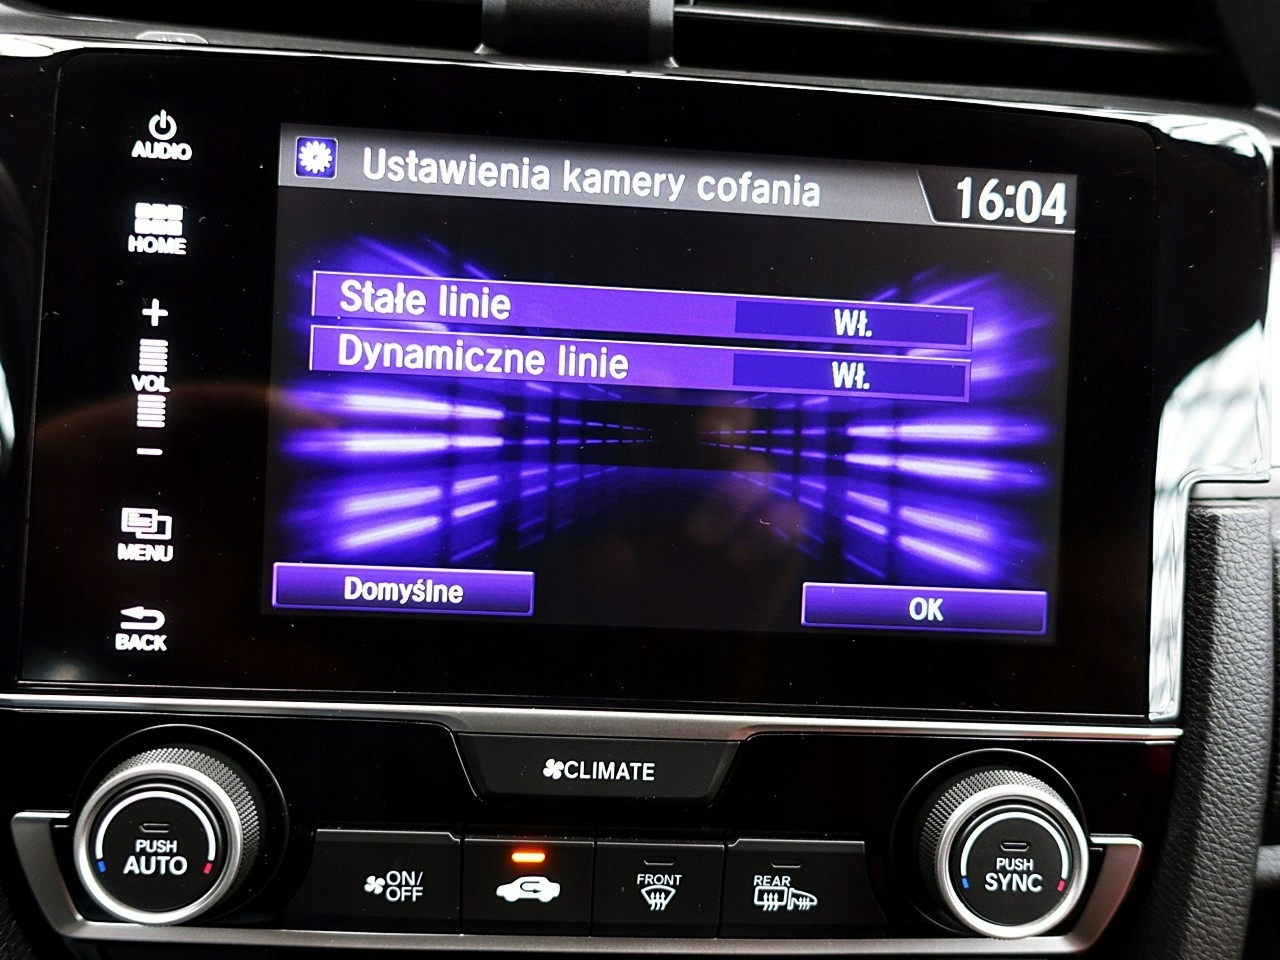 AUDIO
HOME
+
VOL
−
MENU
BACK
Ustawienia kamery cofania
16:04
Stałe linie
Wł.
Dynamiczne linie
Wł.
Domyślne
OK
CLIMATE
PUSH
AUTO
ON/
OFF
FRONT
REAR
PUSH
SYNC